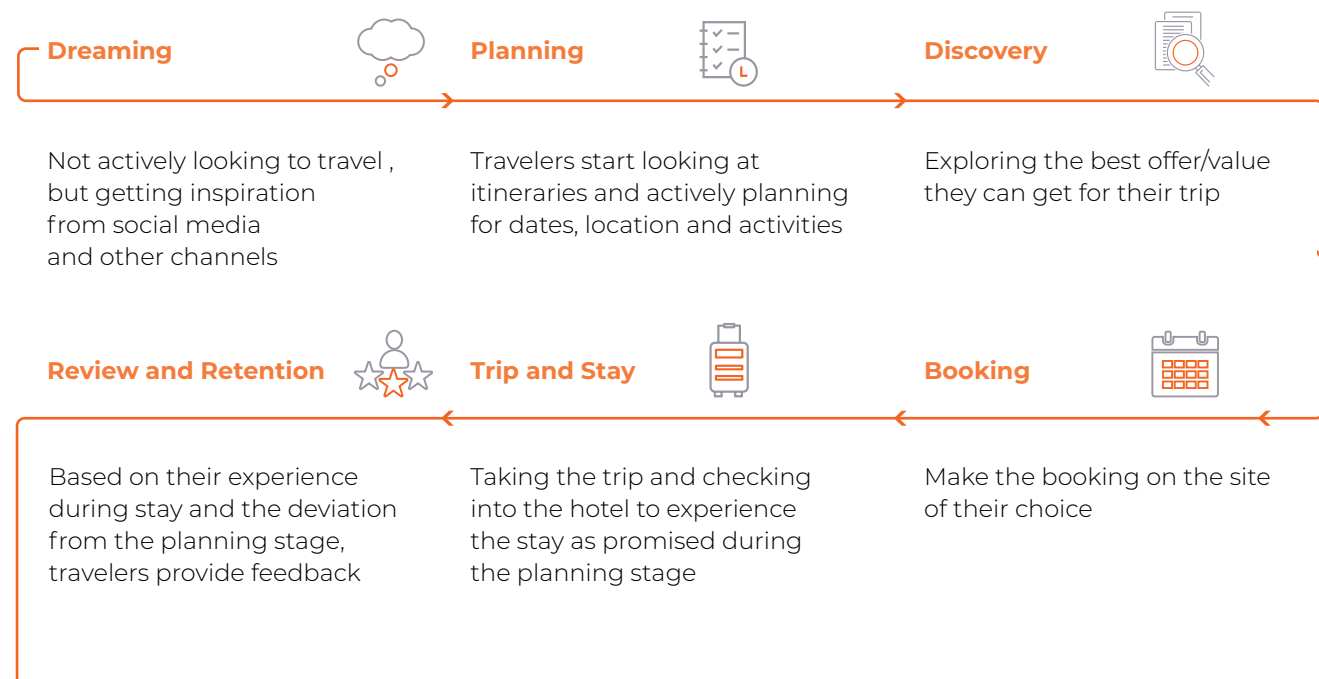 Dreaming
Not actively looking to travel ,
but getting inspiration
from social media
and other channels
Planning
Travelers start looking at
itineraries and actively planning
for dates, location and activities
Discovery
Exploring the best offer/value
they can get for their trip
Booking
Make the booking on the site
of their choice
Trip and Stay
Taking the trip and checking
into the hotel to experience
the stay as promised during
the planning stage
Review and Retention
Based on their experience
during stay and the deviation
from the planning stage,
travelers provide feedback